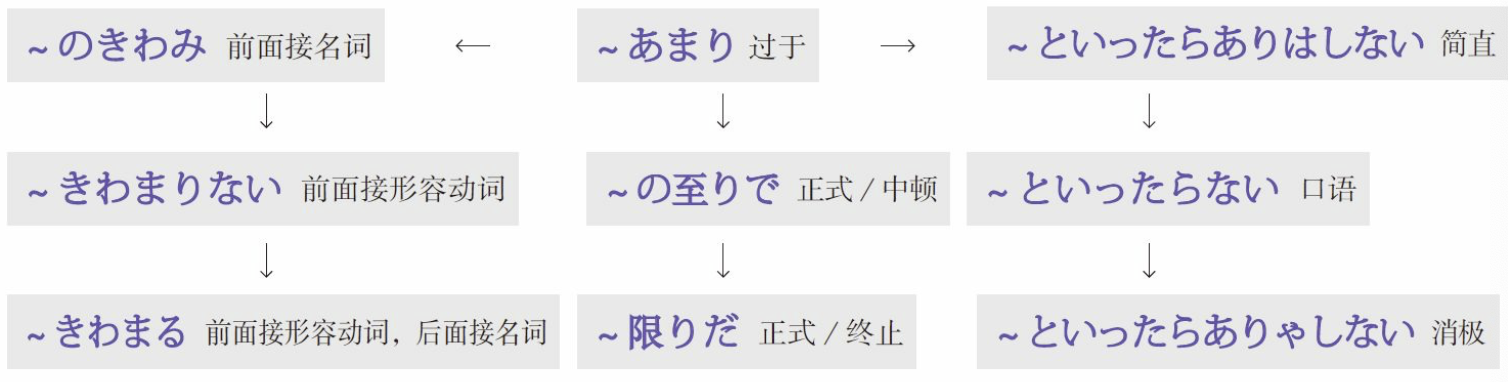 ~のきわみ 前面接名词 ← ~あまり 过于 → ~といったらありはしない 简直
↓ ↓ ↓
~きわまりない 前面接形容动词 ~の至りで 正式/中顿 ~といったらない 口语
↓ ↓ ↓
~きわまる 前面接形容动词，后面接名词 ~限りだ 正式/终止 ~といったらありゃしない 消极